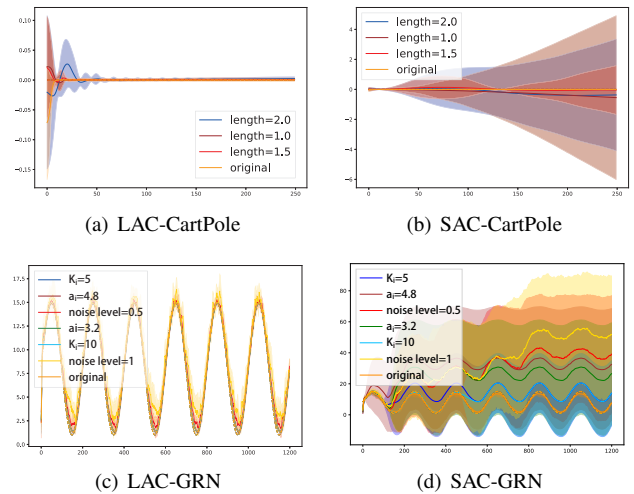 0.10
0.05
0.00
−0.05
−0.10
−0.15
0
50
100
150
200
250
length=2.0
length=1.0
length=1.5
original
(a) LAC-CartPole
4
2
0
−2
−4
−6
0
50
100
150
200
250
length=2.0
length=1.0
length=1.5
original
(b) SAC-CartPole
17.5
15.0
12.5
10.0
7.5
5.0
2.5
0
200
400
600
800
1000
1200
Kᵢ=5
aᵢ=4.8
noise level=0.5
ai=3.2
Kᵢ=10
noise level=1
original
(c) LAC-GRN
80
60
40
20
0
0
200
400
600
800
1000
1200
Kᵢ=5
aᵢ=4.8
noise level=0.5
aᵢ=3.2
Kᵢ=10
noise level=1
original
(d) SAC-GRN